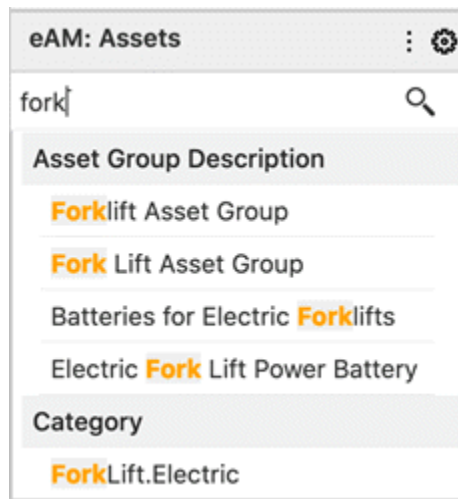 eAM: Assets
fork
Asset Group Description
Forklift Asset Group
Fork Lift Asset Group
Batteries for Electric Forklifts
Electric Fork Lift Power Battery
Category
ForkLift.Electric